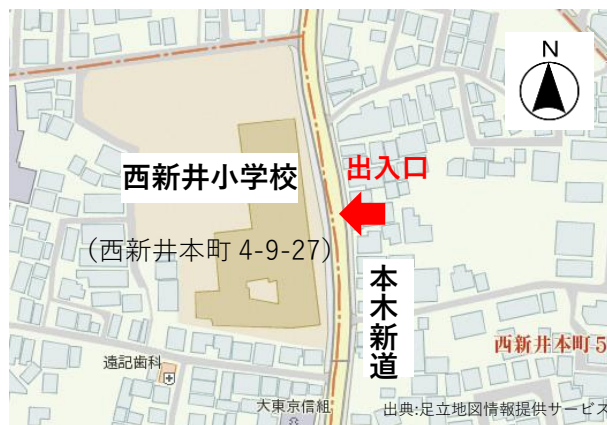 N
西新井小学校
出入口
（西新井本町 4-9-27）
本木新道
西新井本町 5
遠記歯科
大東京信組
出典:足立地図情報提供サービス